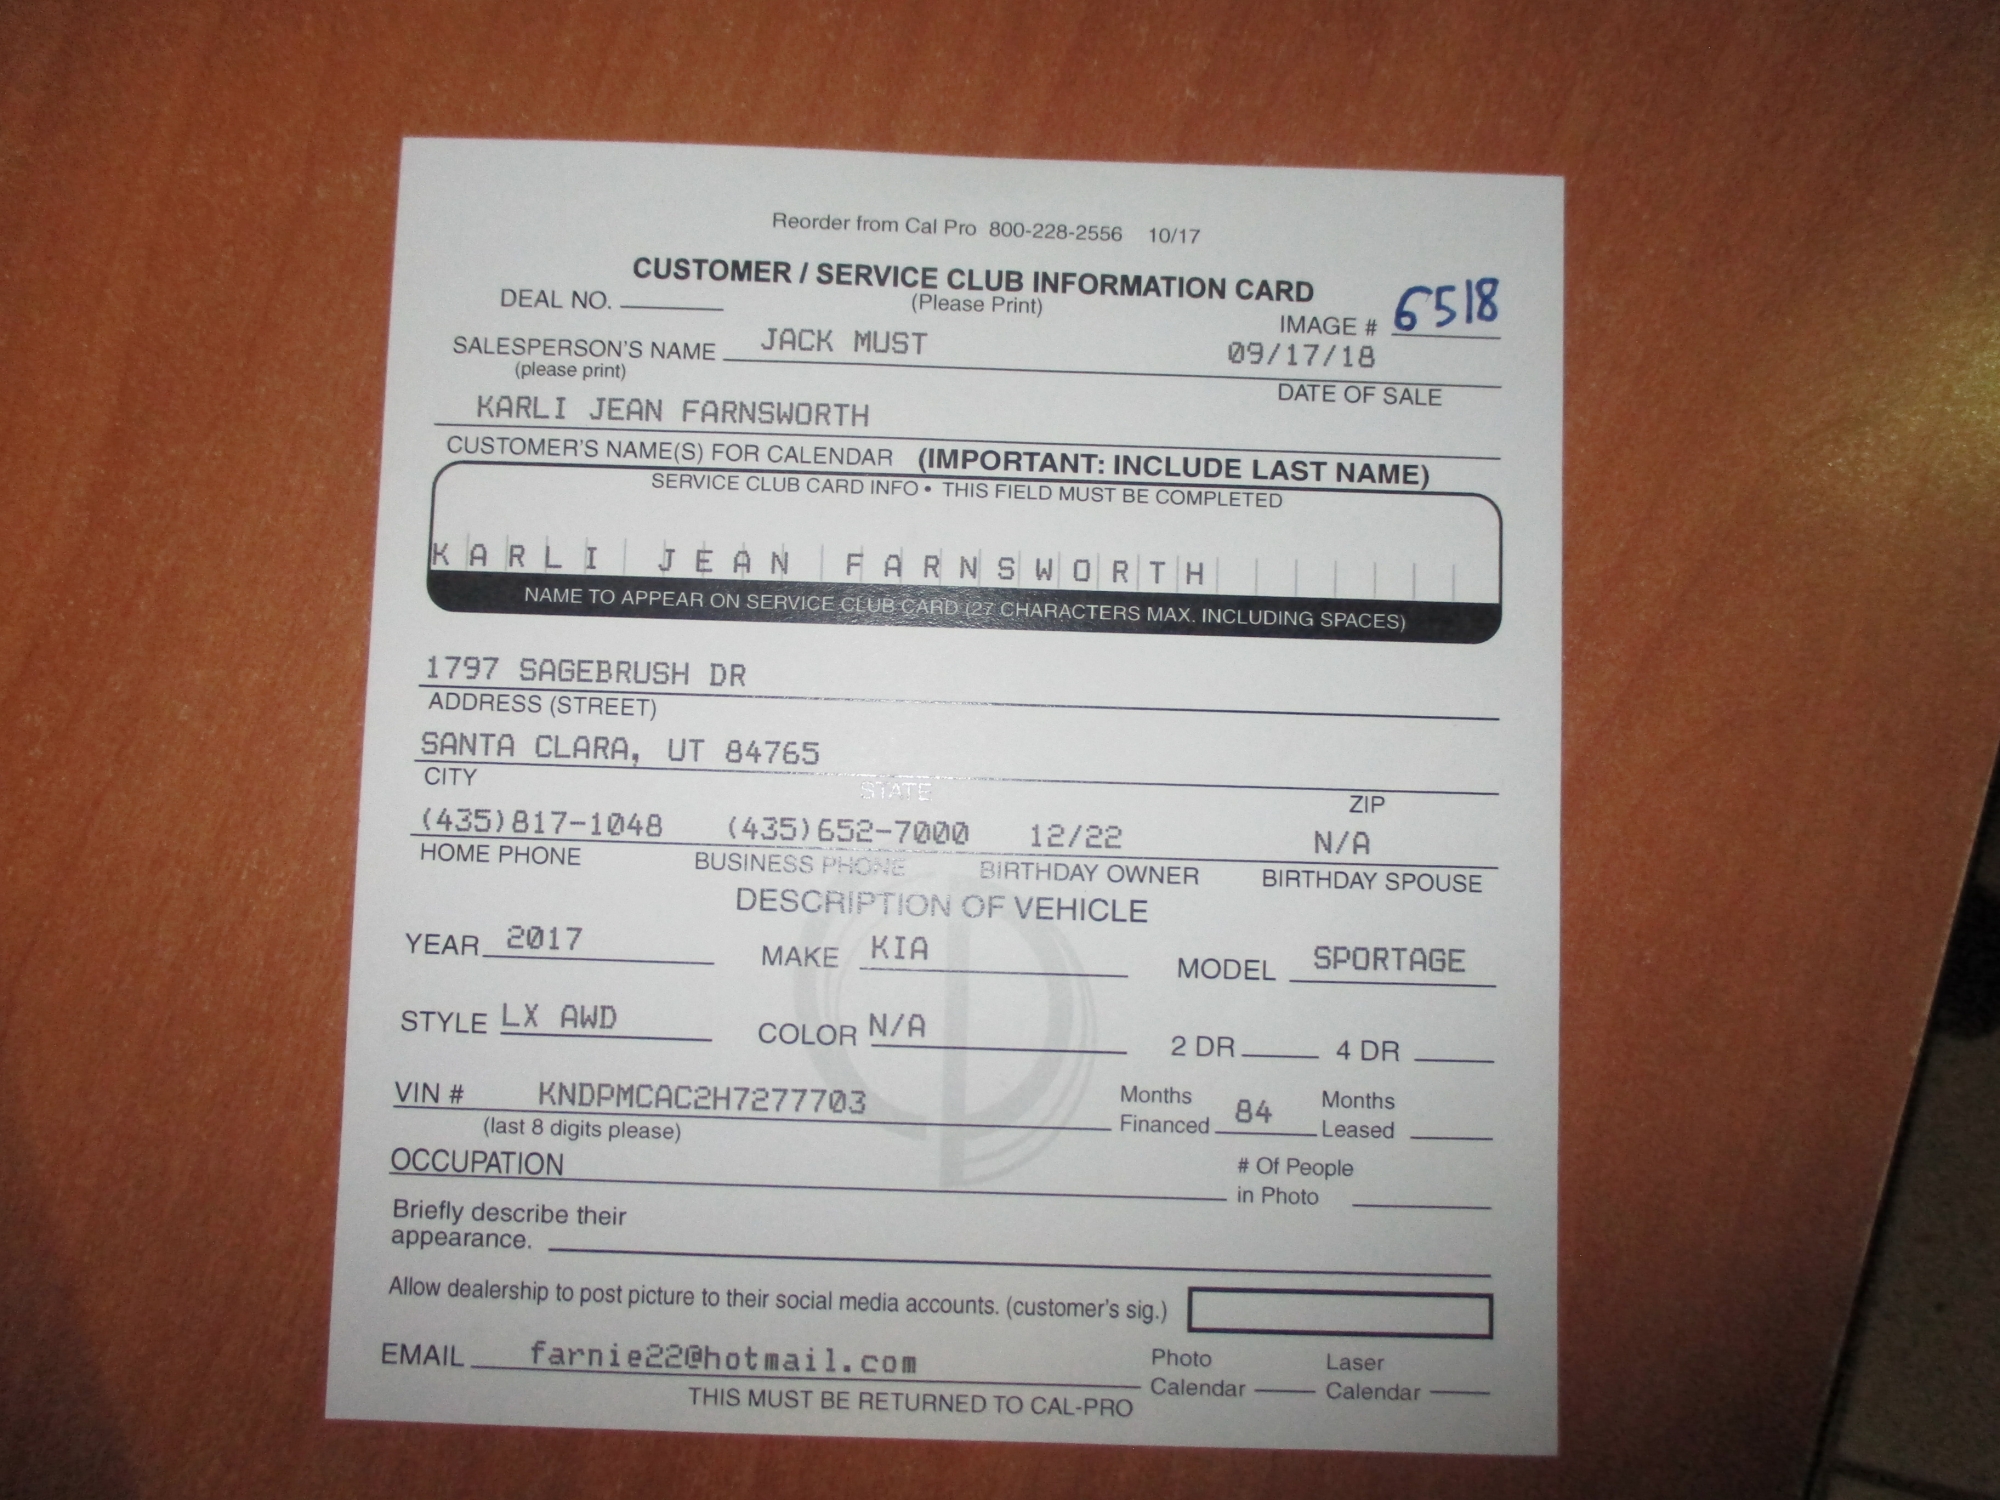 Reorder from Cal Pro 800-228-2556 10/17
CUSTOMER / SERVICE CLUB INFORMATION CARD
DEAL NO. (Please Print)
IMAGE # 6518
SALESPERSON'S NAME JACK MUST 09/17/18
(please print) DATE OF SALE
KARLI JEAN FARNSWORTH
CUSTOMER'S NAME(S) FOR CALENDAR (IMPORTANT: INCLUDE LAST NAME)
SERVICE CLUB CARD INFO • THIS FIELD MUST BE COMPLETED
KARLI JEAN FARNSWORTH
NAME TO APPEAR ON SERVICE CLUB CARD (27 CHARACTERS MAX. INCLUDING SPACES)
1797 SAGEBRUSH DR
ADDRESS (STREET)
SANTA CLARA, UT 84765
CITY STATE ZIP
(435)817-1048 (435)652-7000 12/22 N/A
HOME PHONE BUSINESS PHONE BIRTHDAY OWNER BIRTHDAY SPOUSE
DESCRIPTION OF VEHICLE
YEAR 2017 MAKE KIA MODEL SPORTAGE
STYLE LX AWD COLOR N/A 2 DR 4 DR
VIN # KNDPMCAC2H7277703 Months Financed 84 Months Leased
(last 8 digits please)
OCCUPATION # Of People in Photo
Briefly describe their
appearance.
Allow dealership to post picture to their social media accounts. (customer's sig.)
EMAIL farnie22@hotmail.com Photo Calendar Laser Calendar
THIS MUST BE RETURNED TO CAL-PRO